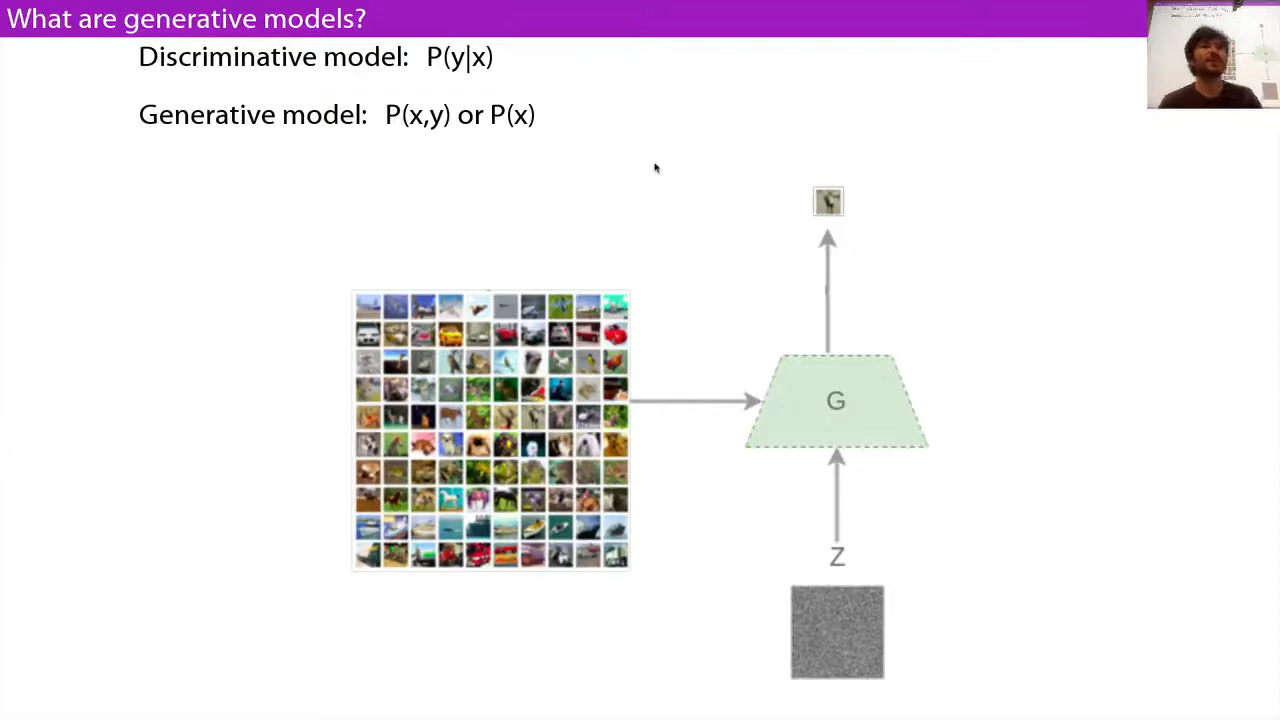 What are generative models?
Discriminative model: P(y|x)
Generative model: P(x,y) or P(x)
G
Z